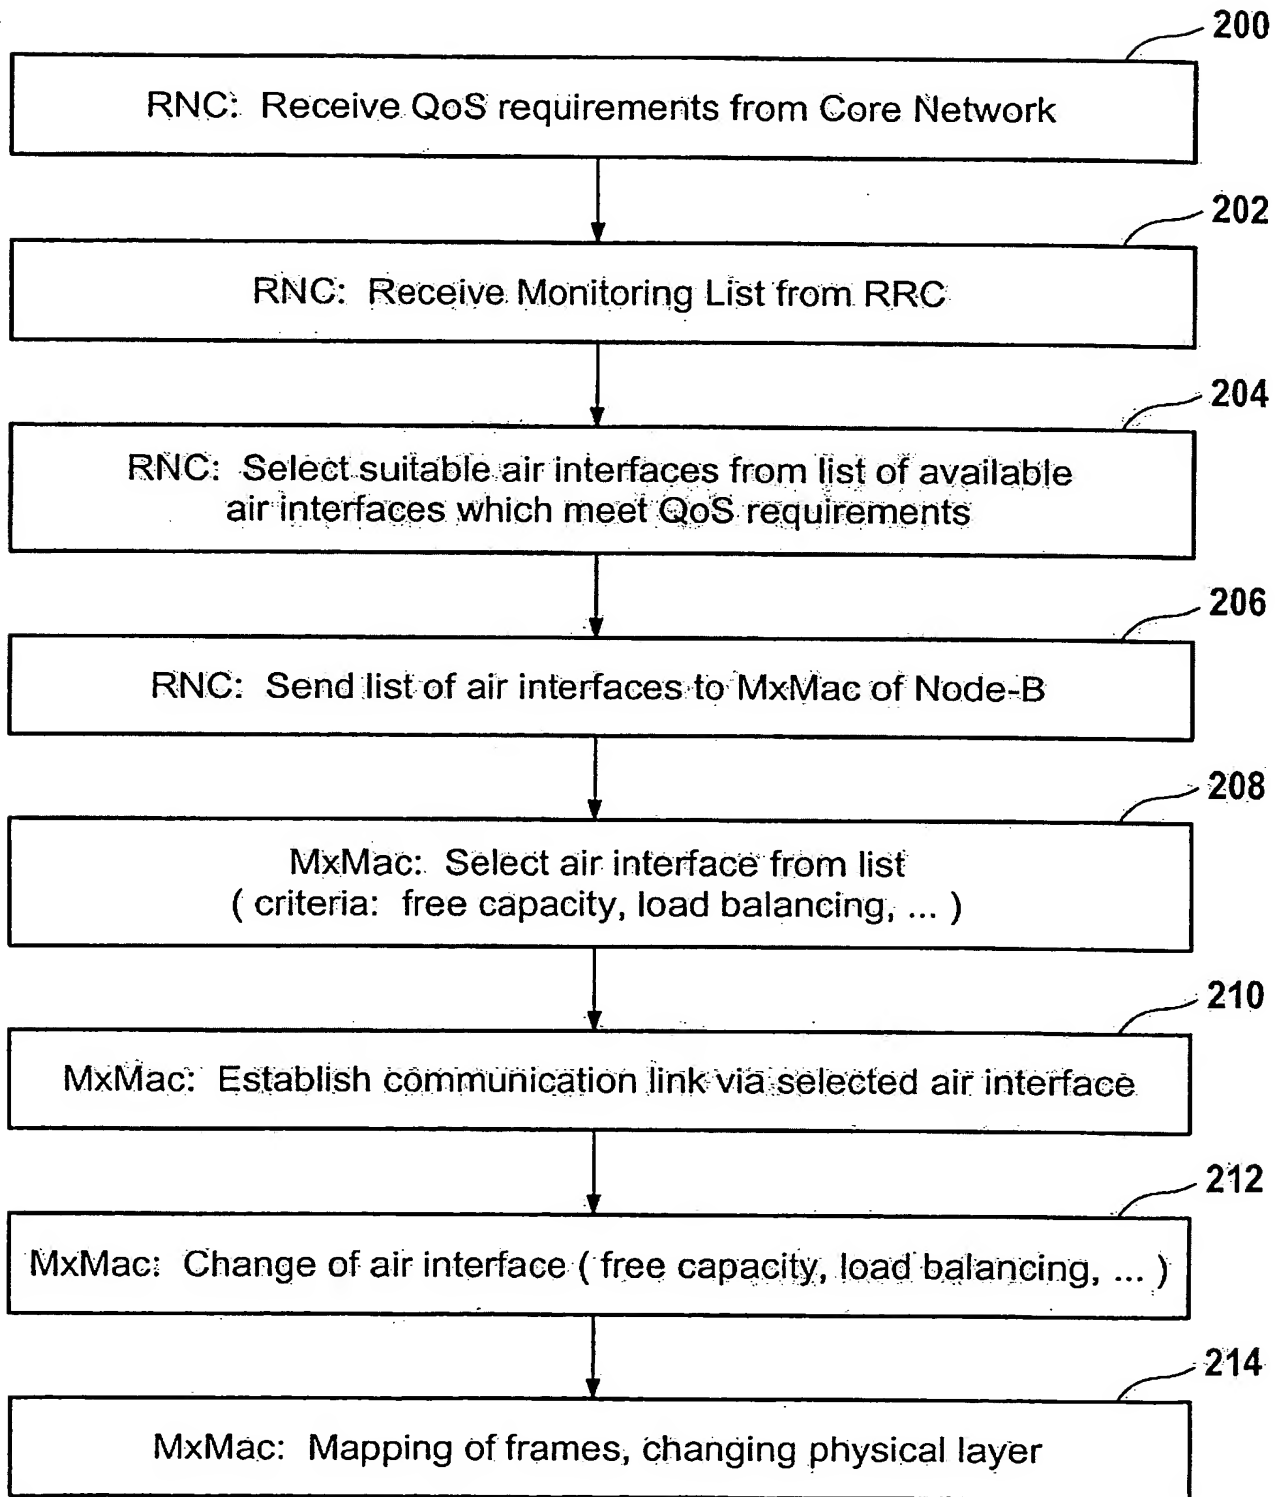 200
RNC: Receive QoS requirements from Core Network
202
RNC: Receive Monitoring List from RRC
204
RNC: Select suitable air interfaces from list of available
air interfaces which meet QoS requirements
206
RNC: Send list of air interfaces to MxMac of Node-B
208
MxMac: Select air interface from list
( criteria: free capacity, load balancing, ... )
210
MxMac: Establish communication link via selected air interface
212
MxMac: Change of air interface ( free capacity, load balancing, ... )
214
MxMac: Mapping of frames, changing physical layer